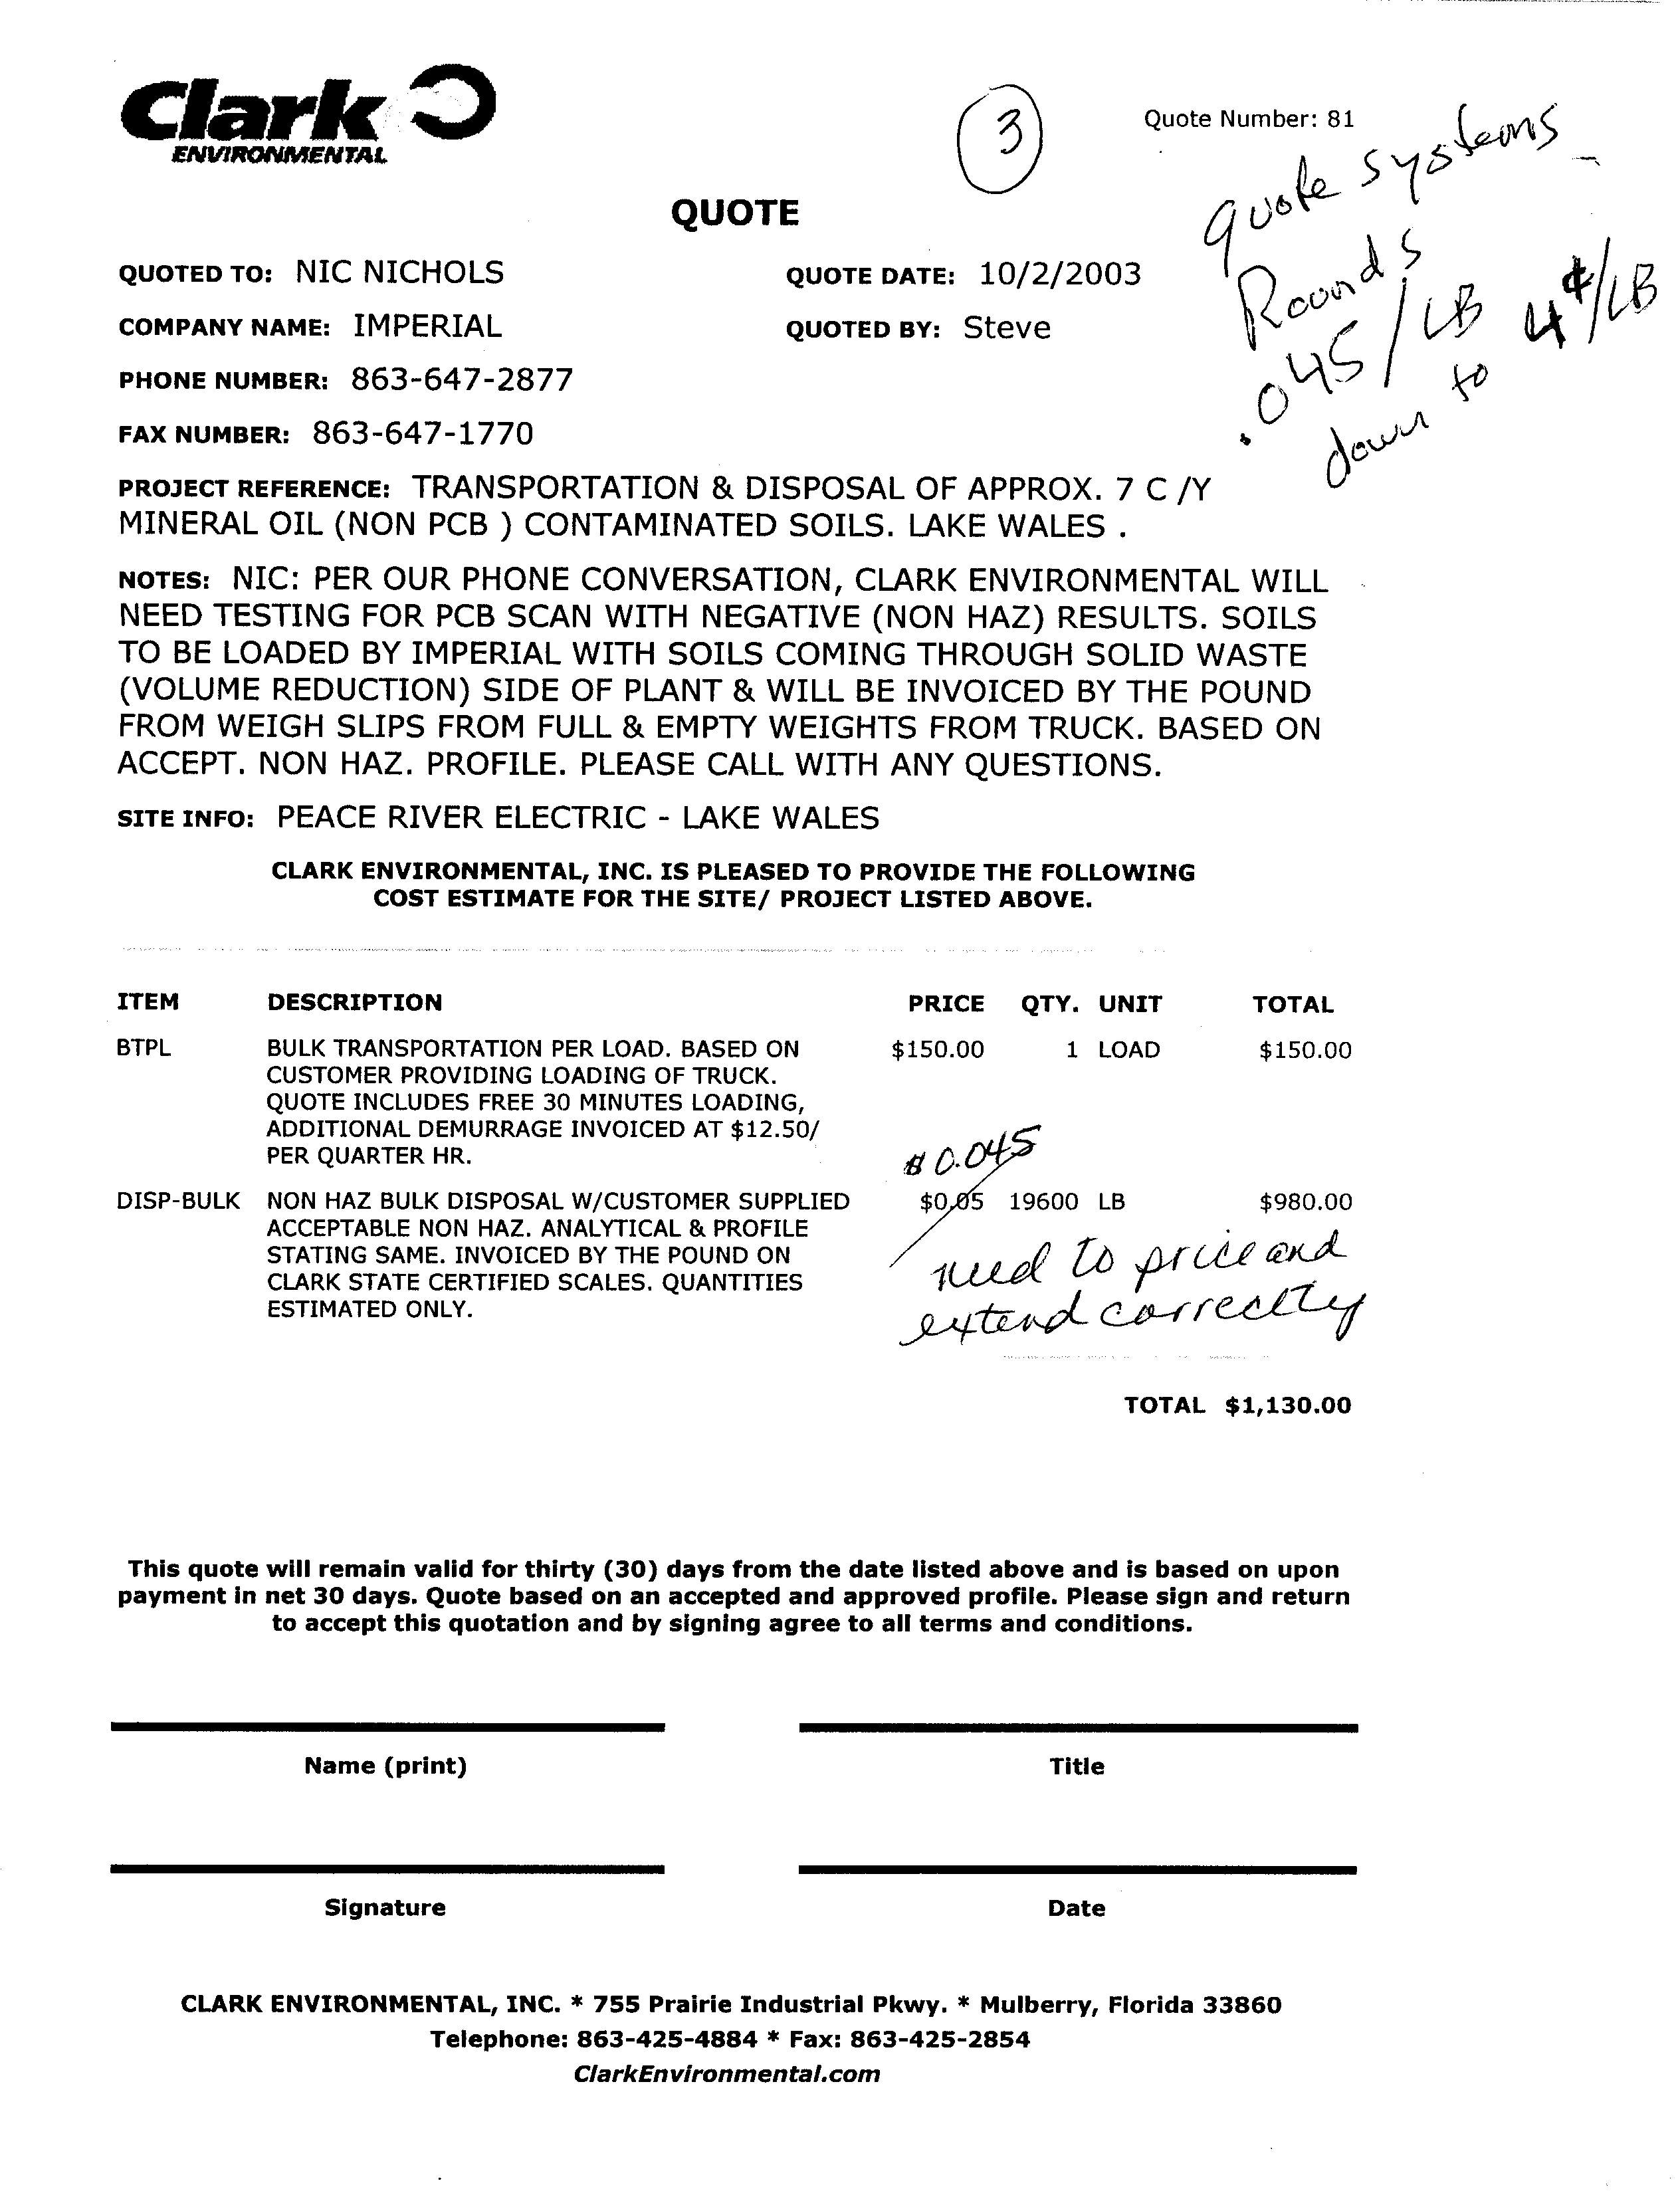 Clark
ENVIRONMENTAL
3
Quote Number: 81
quote systems
Rounds
.045/LB
down to 4¢/LB
QUOTE
QUOTED TO: NIC NICHOLS
QUOTE DATE: 10/2/2003
COMPANY NAME: IMPERIAL
QUOTED BY: Steve
PHONE NUMBER: 863-647-2877
FAX NUMBER: 863-647-1770
PROJECT REFERENCE: TRANSPORTATION & DISPOSAL OF APPROX. 7 C /Y
MINERAL OIL (NON PCB ) CONTAMINATED SOILS. LAKE WALES .
NOTES: NIC: PER OUR PHONE CONVERSATION, CLARK ENVIRONMENTAL WILL
NEED TESTING FOR PCB SCAN WITH NEGATIVE (NON HAZ) RESULTS. SOILS
TO BE LOADED BY IMPERIAL WITH SOILS COMING THROUGH SOLID WASTE
(VOLUME REDUCTION) SIDE OF PLANT & WILL BE INVOICED BY THE POUND
FROM WEIGH SLIPS FROM FULL & EMPTY WEIGHTS FROM TRUCK. BASED ON
ACCEPT. NON HAZ. PROFILE. PLEASE CALL WITH ANY QUESTIONS.
SITE INFO: PEACE RIVER ELECTRIC - LAKE WALES
CLARK ENVIRONMENTAL, INC. IS PLEASED TO PROVIDE THE FOLLOWING
COST ESTIMATE FOR THE SITE/ PROJECT LISTED ABOVE.
ITEM DESCRIPTION PRICE QTY. UNIT TOTAL
BTPL BULK TRANSPORTATION PER LOAD. BASED ON $150.00 1 LOAD $150.00
CUSTOMER PROVIDING LOADING OF TRUCK.
QUOTE INCLUDES FREE 30 MINUTES LOADING,
ADDITIONAL DEMURRAGE INVOICED AT $12.50/
PER QUARTER HR.
$0.045
DISP-BULK NON HAZ BULK DISPOSAL W/CUSTOMER SUPPLIED $0.05 19600 LB $980.00
ACCEPTABLE NON HAZ. ANALYTICAL & PROFILE
STATING SAME. INVOICED BY THE POUND ON
CLARK STATE CERTIFIED SCALES. QUANTITIES
ESTIMATED ONLY.
need to price and
extend correctly
TOTAL $1,130.00
This quote will remain valid for thirty (30) days from the date listed above and is based on upon
payment in net 30 days. Quote based on an accepted and approved profile. Please sign and return
to accept this quotation and by signing agree to all terms and conditions.
Name (print)
Title
Signature
Date
CLARK ENVIRONMENTAL, INC. * 755 Prairie Industrial Pkwy. * Mulberry, Florida 33860
Telephone: 863-425-4884 * Fax: 863-425-2854
ClarkEnvironmental.com